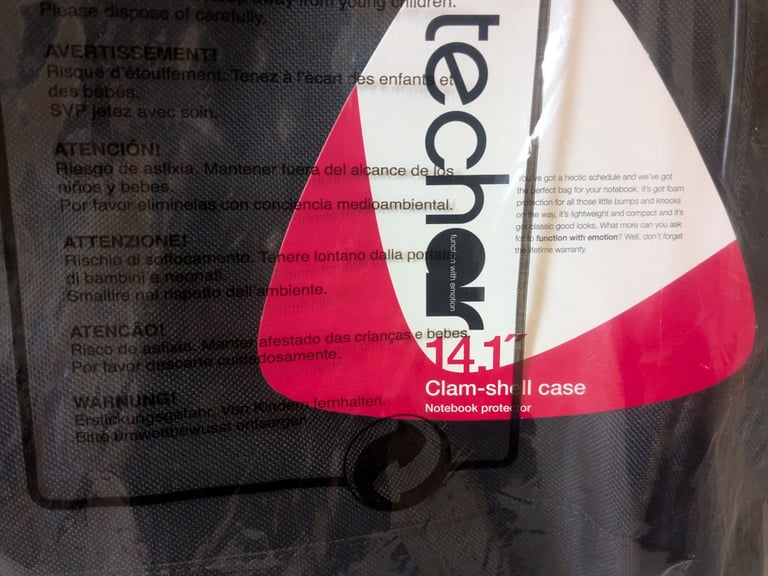 away from young children.
Please dispose of carefully.
AVERTISSEMENT!
Risque d'étouffement. Tenez à l'écart des enfants et
des bébés.
SVP jetez avec soin.
ATENCIÓN!
Riesgo de asfixia. Mantener fuera del alcance de los
niños y bebes.
Por favor eliminelas con conciencia medioambiental.
ATTENZIONE!
Rischio di soffocamento. Tenere lontano dalla portata
di bambini e neonati.
Smaltire nel rispetto dell'ambiente.
ATENCÃO!
Risco de asfixia. Manter afestado das crianças e bebes.
Por favor descarte cuidadosamente.
WARNUNG!
Erstickungsgefahr. Von Kindern fernhalten.
Bitte umweltbewusst entsorgen.
techair
function with emotion
You've got a hectic schedule and we've got
the perfect bag for your notebook. It's got foam
protection for all those little bumps and knocks
on the way, it's lightweight and compact and it's
got classic good looks. What more can you ask
for to function with emotion? Well, don't forget
the lifetime warranty.
14.1"
Clam-shell case
Notebook protector